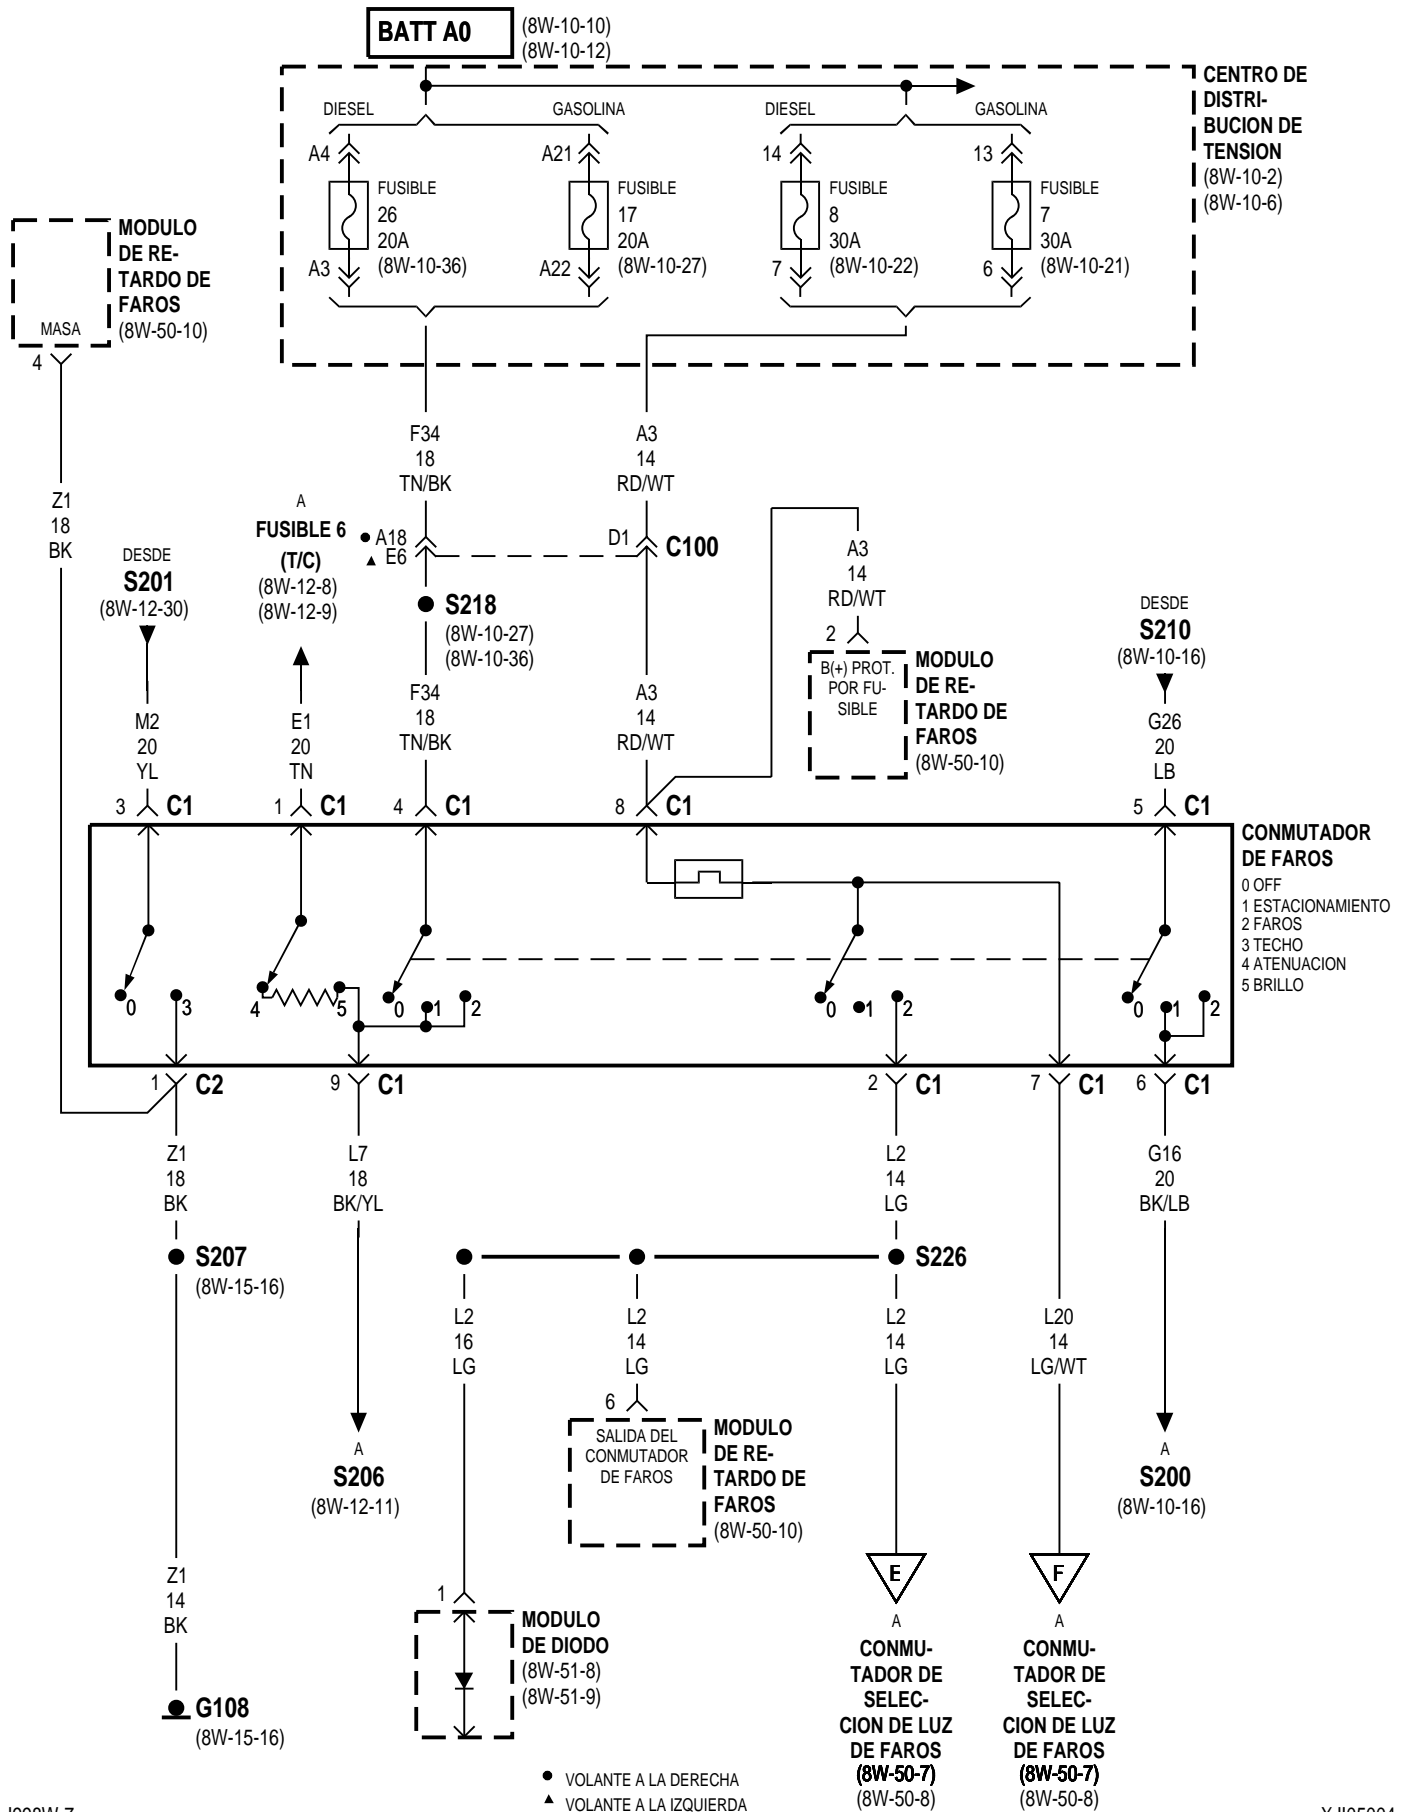 BATT A0
(8W-10-10)
(8W-10-12)
CENTRO DE
DISTRI-
BUCION DE
TENSION
(8W-10-2)
(8W-10-6)
DIESEL
GASOLINA
DIESEL
GASOLINA
A4
A21
14
13
FUSIBLE
26
20A
(8W-10-36)
FUSIBLE
17
20A
(8W-10-27)
FUSIBLE
8
30A
(8W-10-22)
FUSIBLE
7
30A
(8W-10-21)
A3
A22
7
6
MODULO
DE RE-
TARDO DE
FAROS
(8W-50-10)
MASA
4
Z1
18
BK
F34
18
TN/BK
A3
14
RD/WT
A
FUSIBLE 6
(T/C)
(8W-12-8)
(8W-12-9)
A18
E6
D1
C100
DESDE
S201
(8W-12-30)
S218
(8W-10-27)
(8W-10-36)
A3
14
RD/WT
2
B(+) PROT.
POR FU-
SIBLE
MODULO
DE RE-
TARDO DE
FAROS
(8W-50-10)
DESDE
S210
(8W-10-16)
M2
20
YL
E1
20
TN
F34
18
TN/BK
A3
14
RD/WT
G26
20
LB
3 C1
1 C1
4 C1
8 C1
5 C1
CONMUTADOR
DE FAROS
0 OFF
1 ESTACIONAMIENTO
2 FAROS
3 TECHO
4 ATENUACION
5 BRILLO
0 3
4 5
0 1 2
0 1 2
0 1 2
1 C2
9 C1
2 C1
7 C1
6 C1
Z1
18
BK
L7
18
BK/YL
L2
14
LG
G16
20
BK/LB
S207
(8W-15-16)
S226
L2
16
LG
L2
14
LG
L2
14
LG
L20
14
LG/WT
6
SALIDA DEL
CONMUTADOR
DE FAROS
MODULO
DE RE-
TARDO DE
FAROS
(8W-50-10)
A
S206
(8W-12-11)
A
S200
(8W-10-16)
Z1
14
BK
G108
(8W-15-16)
1
MODULO
DE DIODO
(8W-51-8)
(8W-51-9)
E
A
CONMU-
TADOR DE
SELEC-
CION DE LUZ
DE FAROS
(8W-50-7)
(8W-50-8)
F
A
CONMU-
TADOR DE
SELEC-
CION DE LUZ
DE FAROS
(8W-50-7)
(8W-50-8)
VOLANTE A LA DERECHA
VOLANTE A LA IZQUIERDA